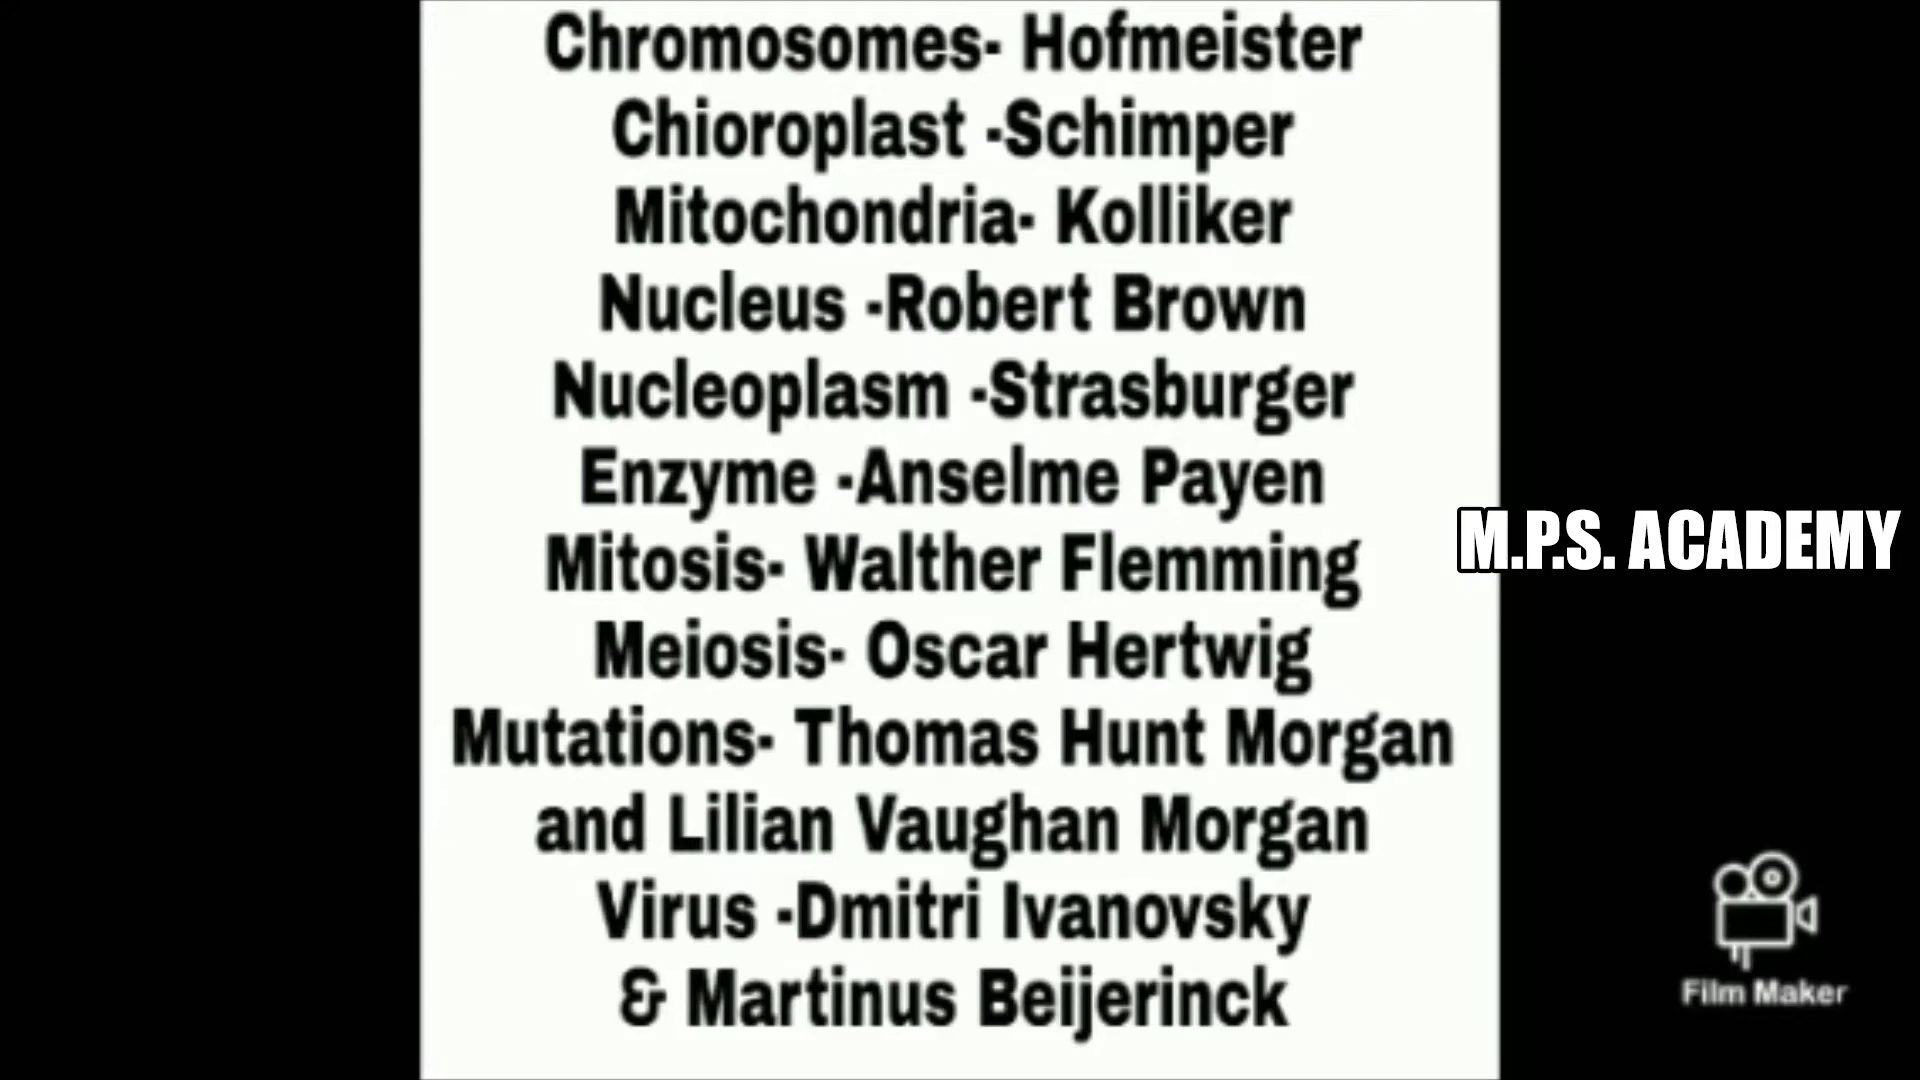 Chromosomes- Hofmeister
Chioroplast -Schimper
Mitochondria- Kolliker
Nucleus -Robert Brown
Nucleoplasm -Strasburger
Enzyme -Anselme Payen
Mitosis- Walther Flemming
Meiosis- Oscar Hertwig
Mutations- Thomas Hunt Morgan
and Lilian Vaughan Morgan
Virus -Dmitri Ivanovsky
& Martinus Beijerinck
M.P.S. ACADEMY
Film Maker